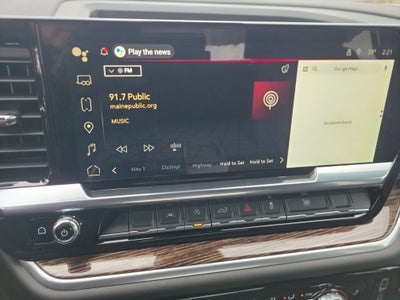 Play the news
59° 2:21
FM
Google Maps
91.7 Public
mainepublic.org
MUSIC
Hits 1 Highway Hold to Set Hold to Set